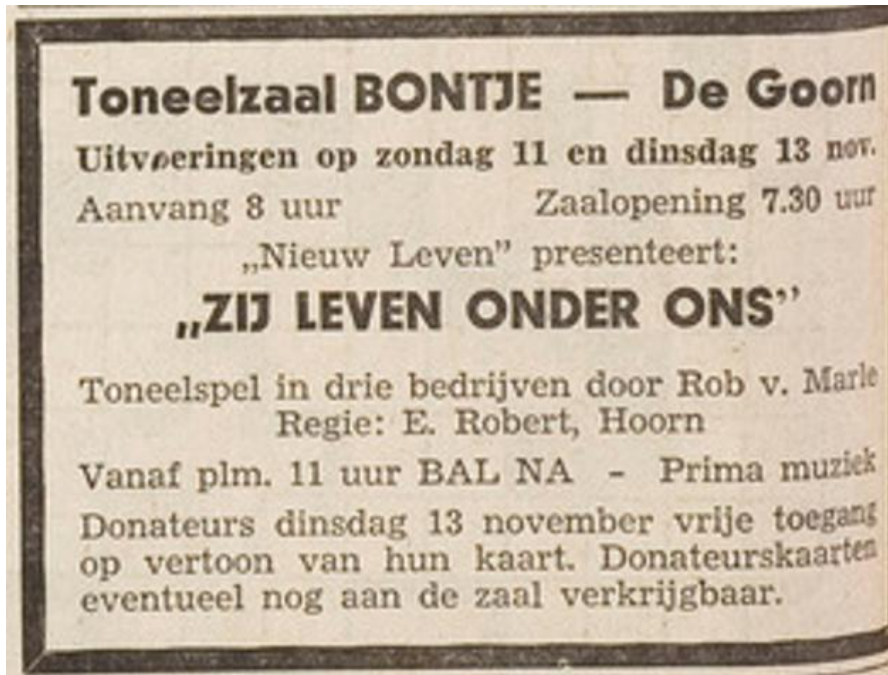 Toneelzaal BONTJE — De Goorn
Uitvoeringen op zondag 11 en dinsdag 13 nov.
Aanvang 8 uur Zaalopening 7.30 uur
„Nieuw Leven” presenteert:
„ZIJ LEVEN ONDER ONS”
Toneelspel in drie bedrijven door Rob v. Marle
Regie: E. Robert, Hoorn
Vanaf plm. 11 uur BAL NA - Prima muziek
Donateurs dinsdag 13 november vrije toegang
op vertoon van hun kaart. Donateurskaarten
eventueel nog aan de zaal verkrijgbaar.